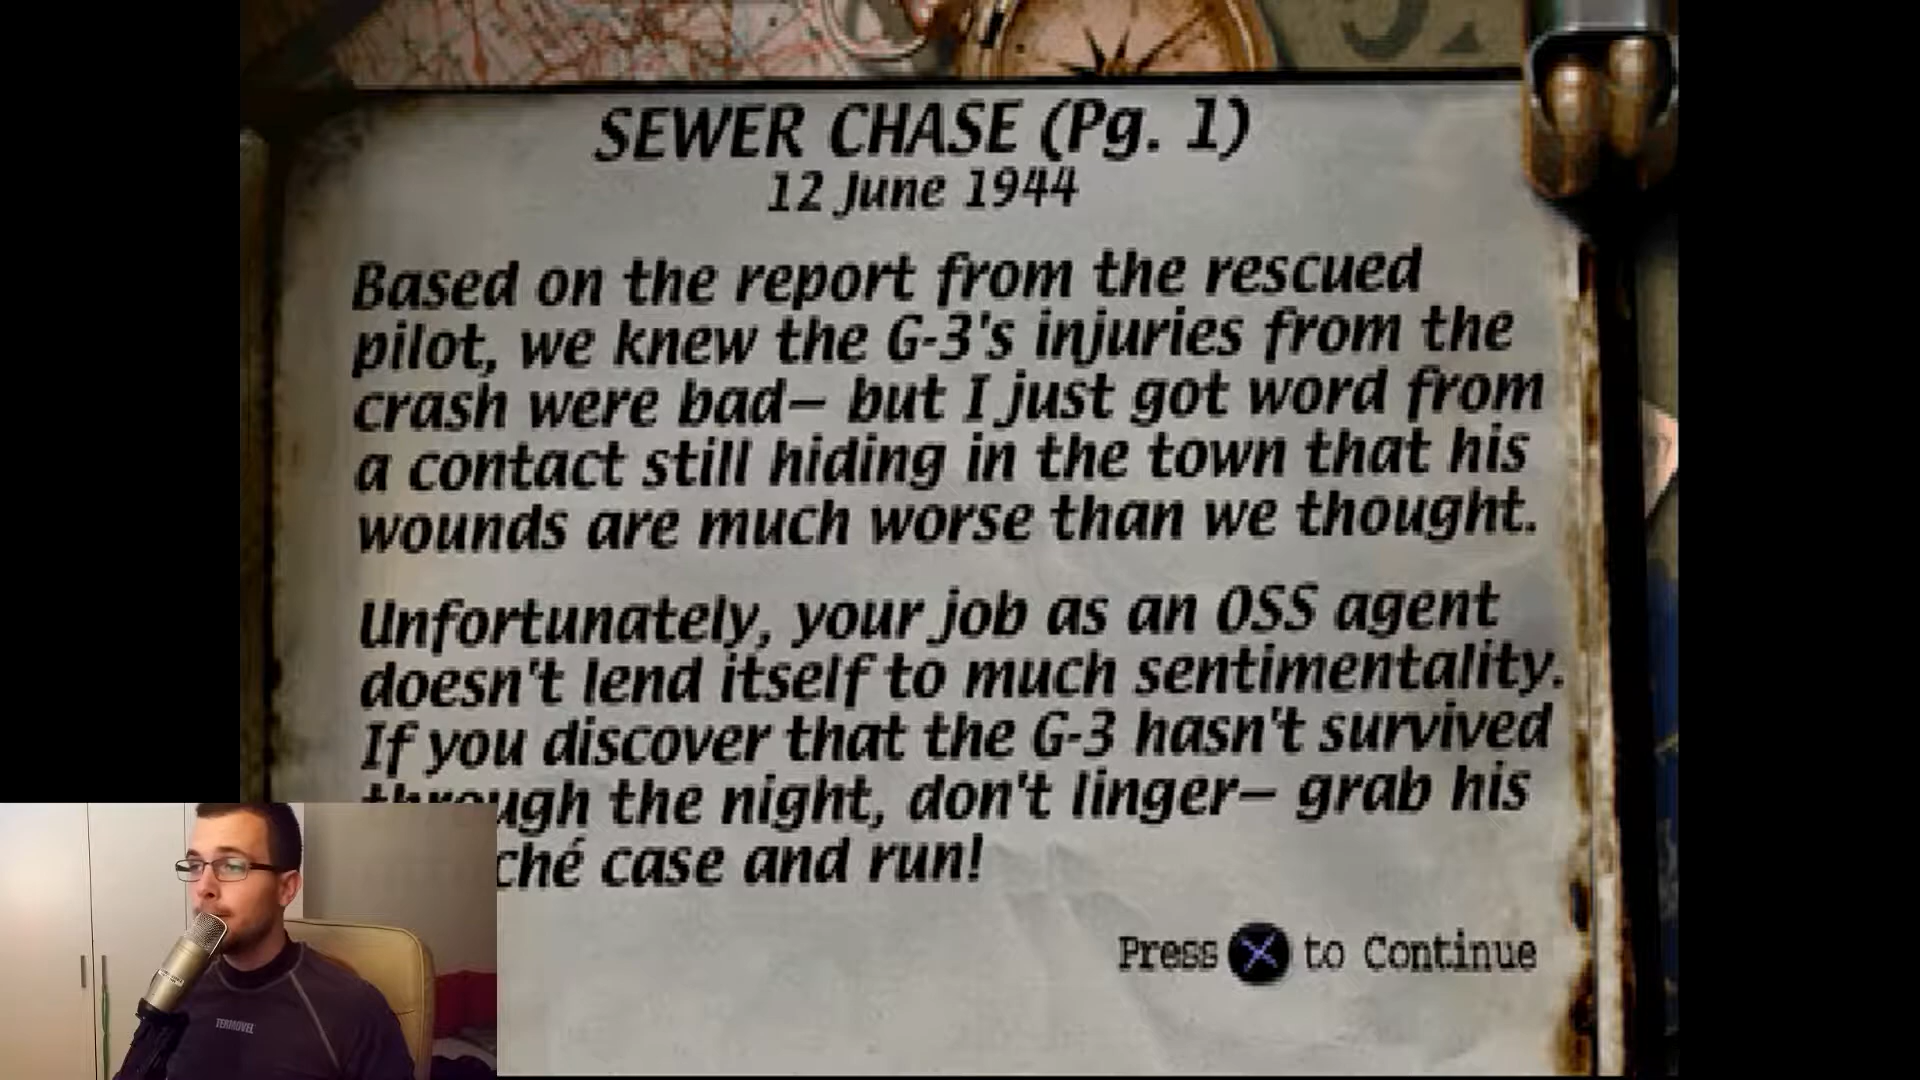 SEWER CHASE (Pg. 1)
12 June 1944
Based on the report from the rescued
pilot, we knew the G-3's injuries from the
crash were bad— but I just got word from
a contact still hiding in the town that his
wounds are much worse than we thought.
Unfortunately, your job as an OSS agent
doesn't lend itself to much sentimentality.
If you discover that the G-3 hasn't survived
through the night, don't linger— grab his
ché case and run!
Press X to Continue
TERMOVEL